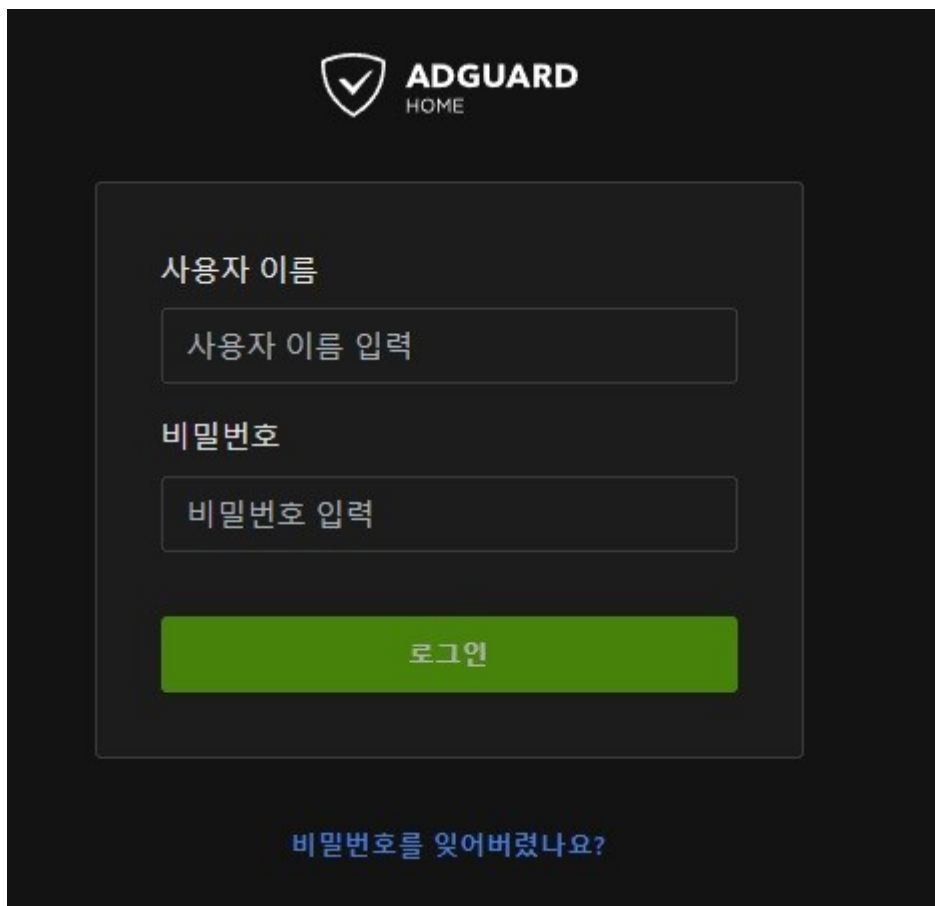 ADGUARD
HOME
사용자 이름
사용자 이름 입력
비밀번호
비밀번호 입력
로그인
비밀번호를 잊어버렸나요?